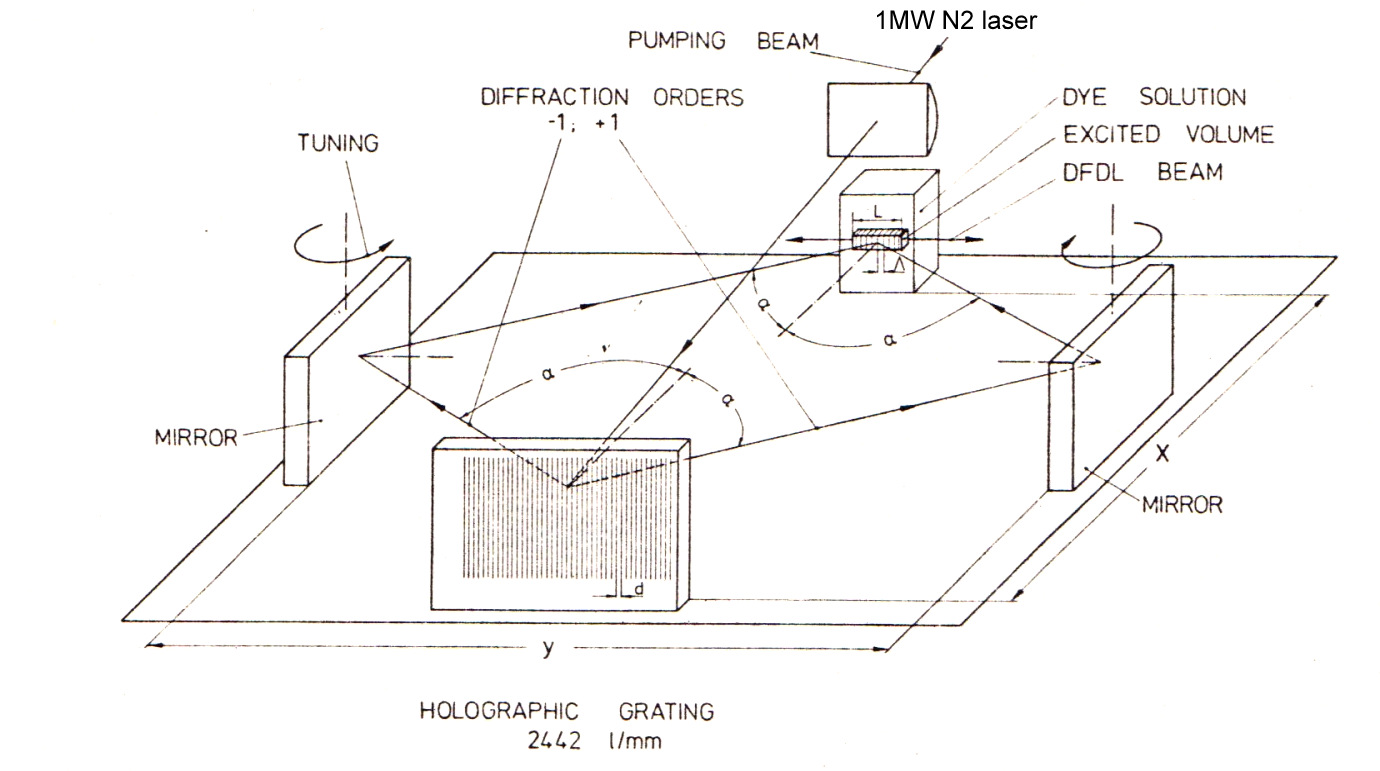 1MW N2 laser
PUMPING BEAM
DIFFRACTION ORDERS
-1; +1
DYE SOLUTION
EXCITED VOLUME
DFDL BEAM
TUNING
L
Λ
α
α
α
α
MIRROR
X
MIRROR
d
y
HOLOGRAPHIC GRATING
2442 l/mm